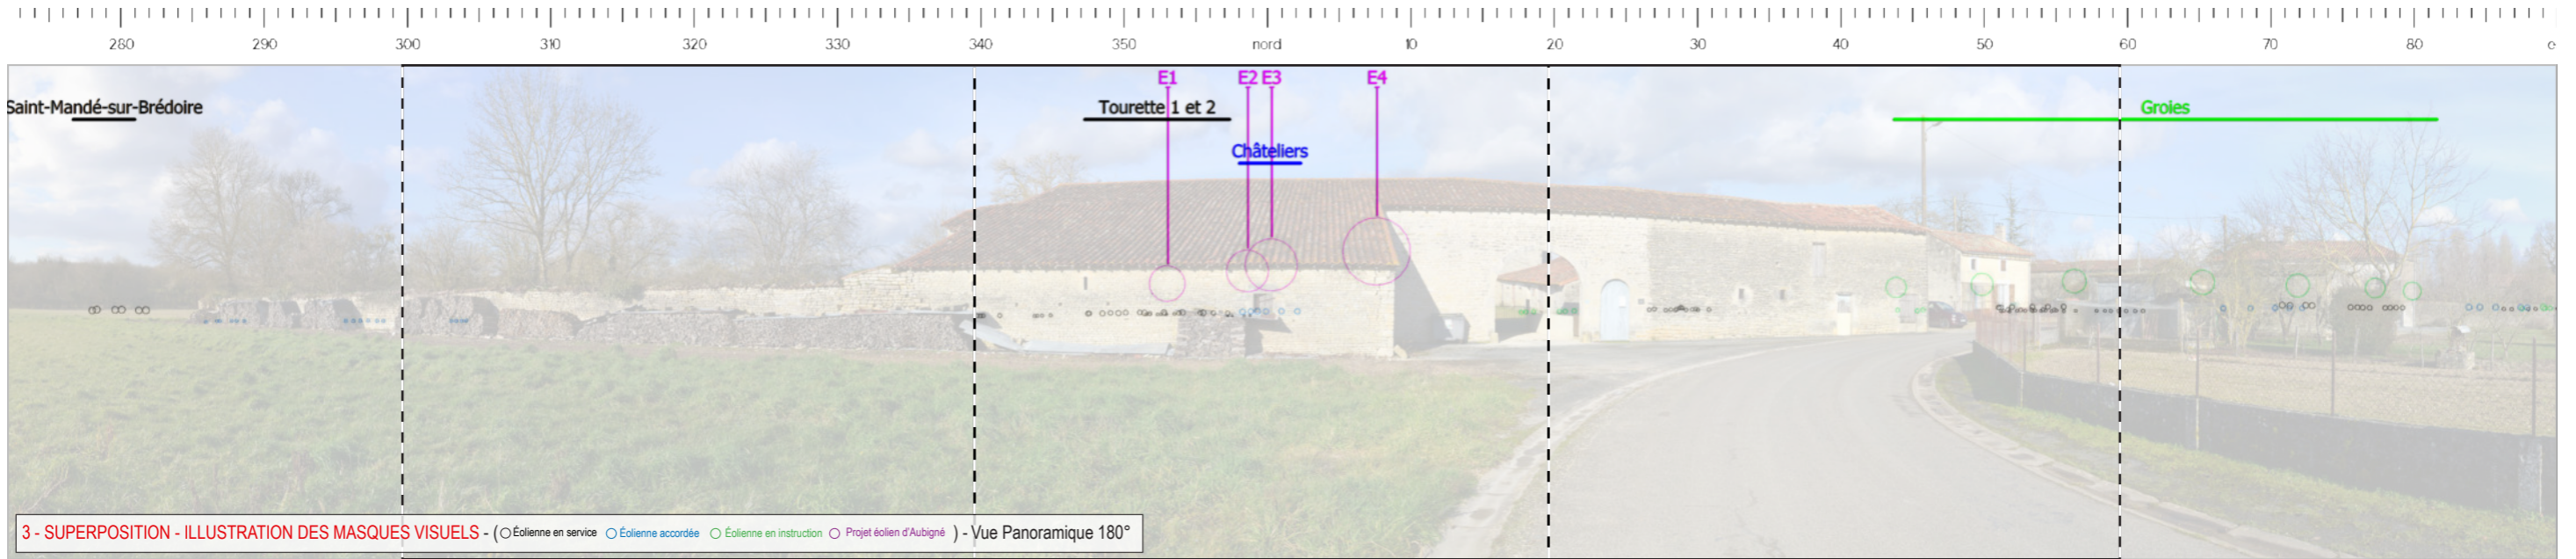 280 290 300 310 320 330 340 350 nord 10 20 30 40 50 60 70 80
E1 E2 E3 E4
Saint-Mandé-sur-Brédoire Tourette 1 et 2 Groies
Châteliers
3 - SUPERPOSITION - ILLUSTRATION DES MASQUES VISUELS - ( Éolienne en service Éolienne accordée Éolienne en instruction Projet éolien d'Aubigné ) - Vue Panoramique 180°